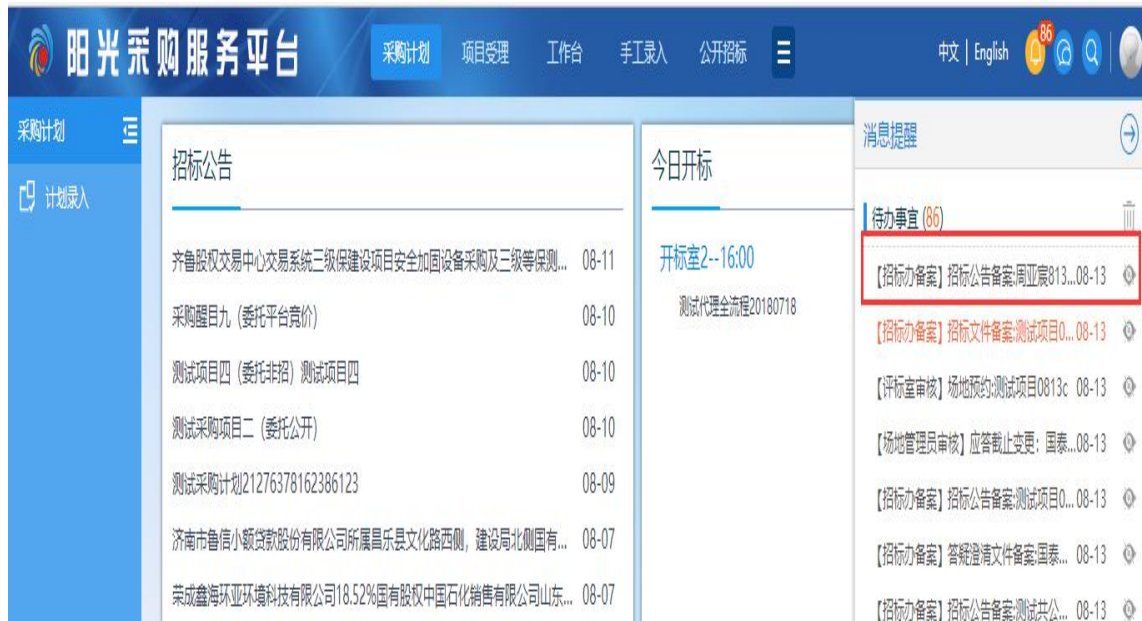 阳光采购服务平台
采购计划 项目受理 工作台 手工录入 公开招标
中文 | English
86
采购计划
计划录入
招标公告
齐鲁股权交易中心交易系统三级保建设项目安全加固设备采购及三级等保测... 08-11
采购醒目九（委托平台竞价） 08-10
测试项目四（委托非招）测试项目四 08-10
测试采购项目二（委托公开） 08-10
测试采购计划21276378162386123 08-09
济南市鲁信小额贷款股份有限公司所属昌乐县文化路西侧，建设局北侧国有... 08-07
荣成鑫海环亚环境科技有限公司18.52%国有股权中国石化销售有限公司山东... 08-07
今日开标
开标室2--16:00
测试代理全流程20180718
消息提醒
待办事宜 (86)
【招标办备案】招标公告备案:周亚宸813...08-13
【招标办备案】招标文件备案:测试项目0... 08-13
【评标室审核】场地预约:测试项目0813c 08-13
【场地管理员审核】应答截止变更：国泰...08-13
【招标办备案】招标公告备案:测试项目0... 08-13
【招标办备案】答疑澄清文件备案:国泰... 08-13
【招标办备案】招标公告备案:测试共公... 08-13